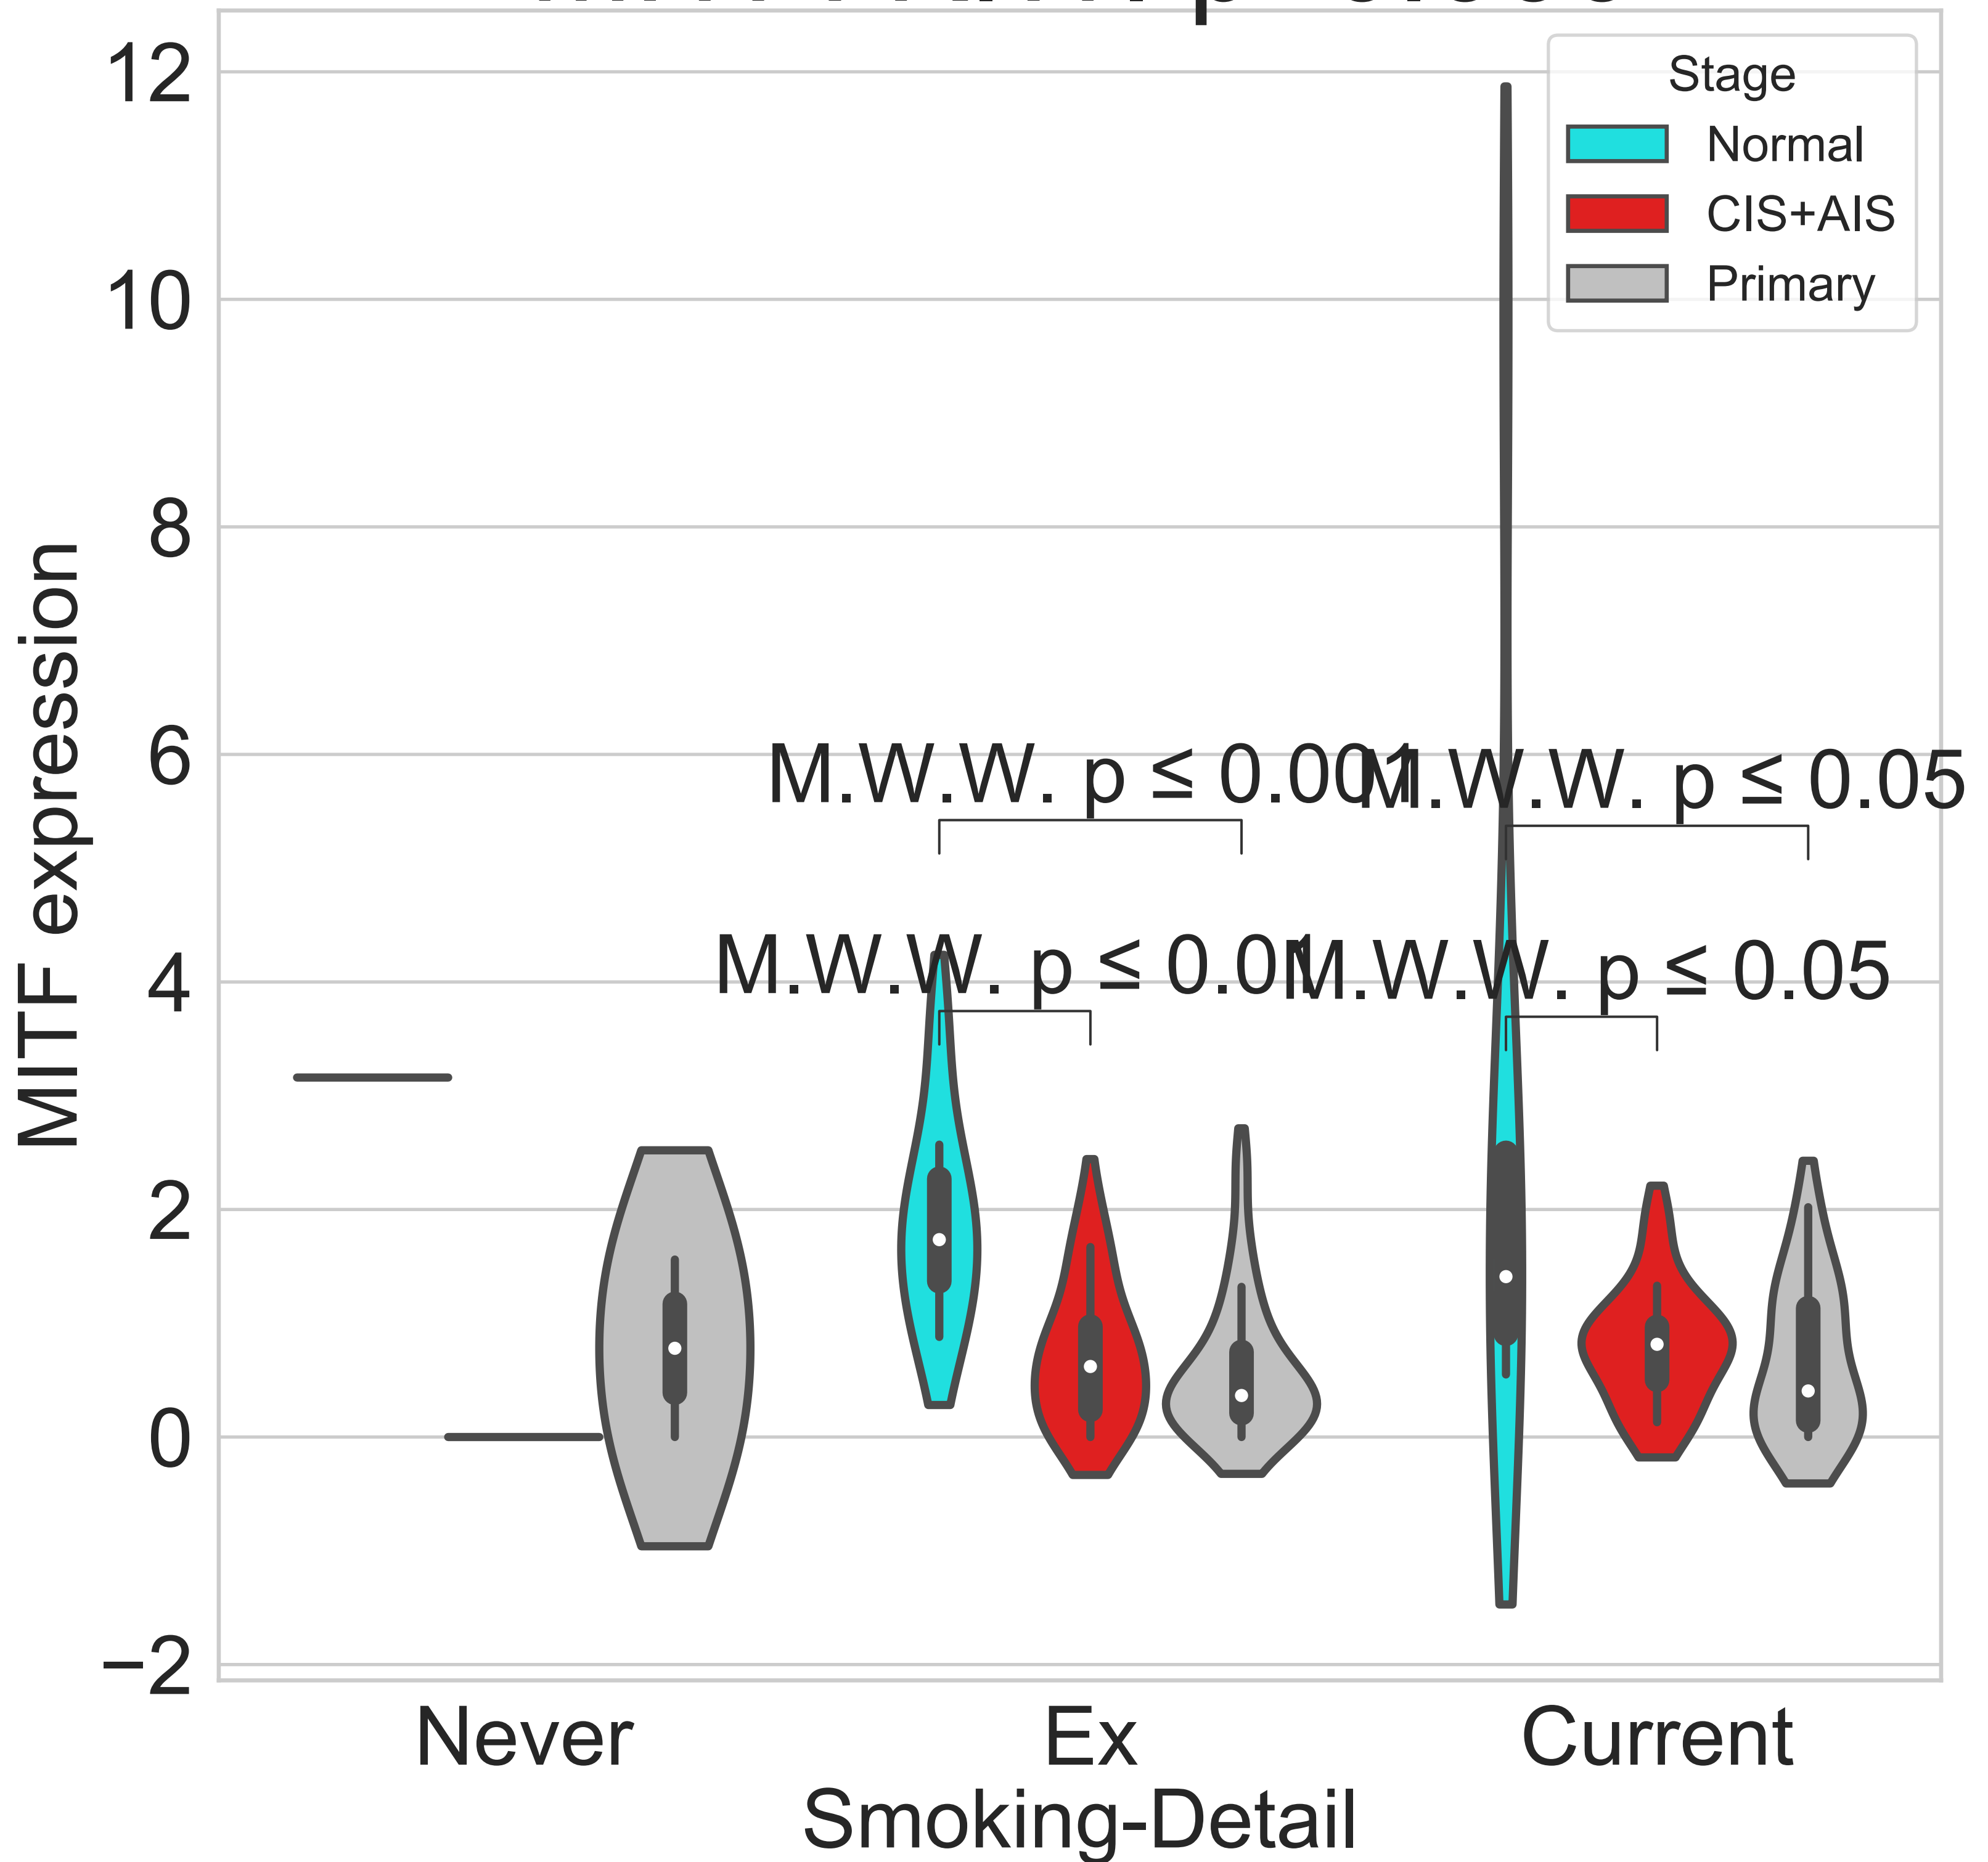 12
10
8
6
4
2
0
−2
MITF expression
Stage
Normal
CIS+AIS
Primary
M.W.W. p ≤ 0.001
M.W.W. p ≤ 0.05
M.W.W. p ≤ 0.01
M.W.W. p ≤ 0.05
Never
Ex
Current
Smoking-Detail